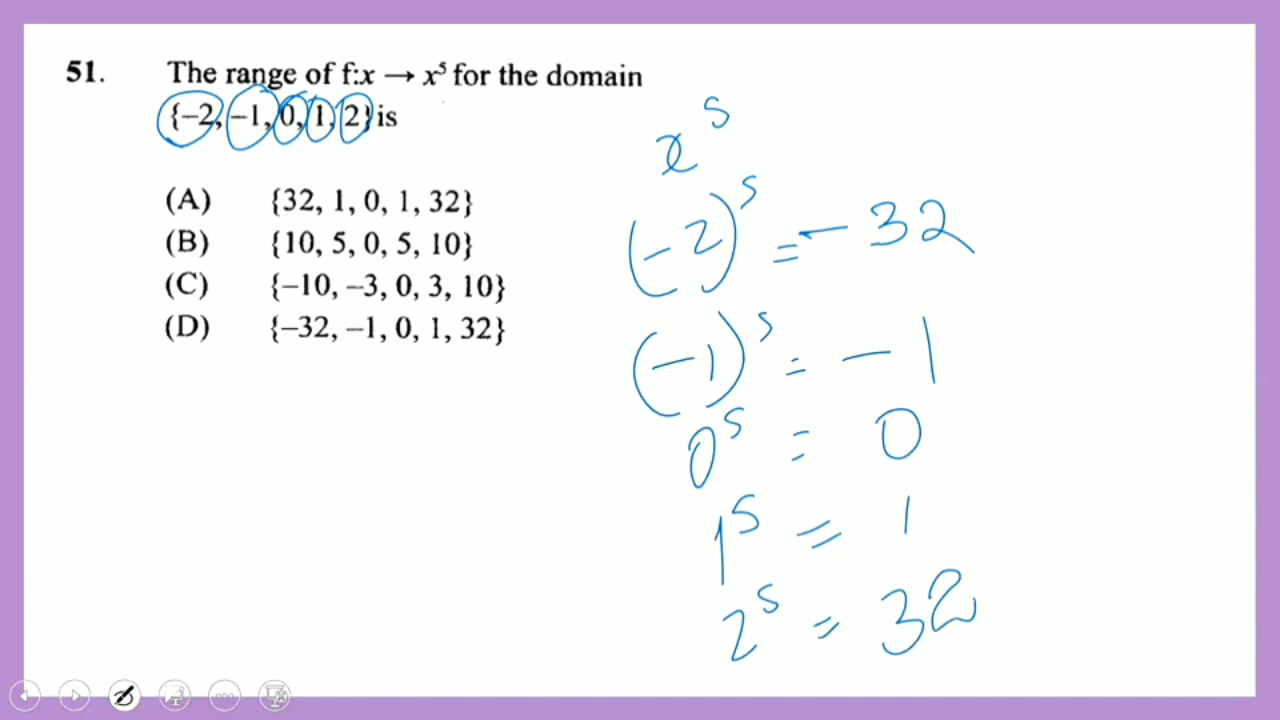 51. The range of f:x → x⁵ for the domain
{−2, −1, 0, 1, 2} is
(A) {32, 1, 0, 1, 32}
(B) {10, 5, 0, 5, 10}
(C) {−10, −3, 0, 3, 10}
(D) {−32, −1, 0, 1, 32}
x⁵
(−2)⁵ = −32
(−1)⁵ = −1
0⁵ = 0
1⁵ = 1
2⁵ = 32